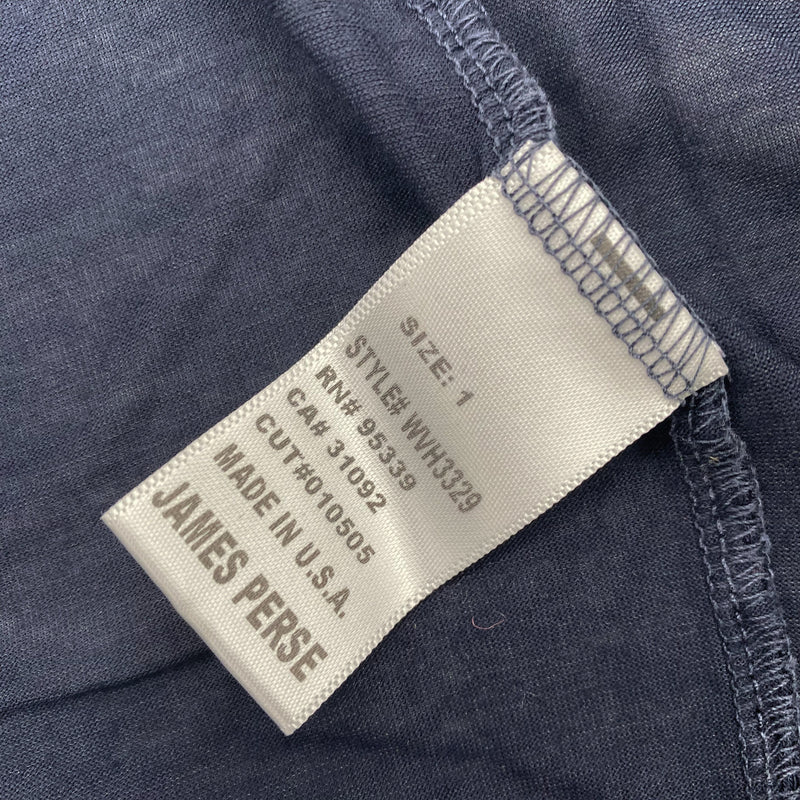 SIZE: 1
STYLE# WVH3329
RN# 95339
CA# 31092
CUT#010505
MADE IN U.S.A.
JAMES PERSE